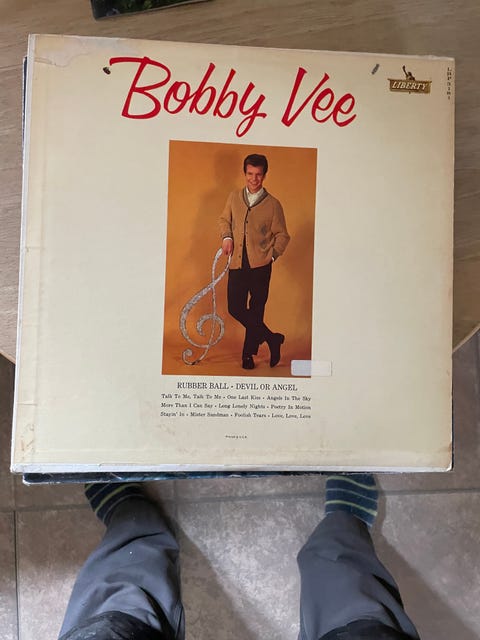 Bobby Vee
LIBERTY
LRP 3181
RUBBER BALL • DEVIL OR ANGEL
Talk To Me, Talk To Me • One Last Kiss • Angels In The Sky
More Than I Can Say • Long Lonely Nights • Poetry In Motion
Stayin' In • Mister Sandman • Foolish Tears • Love, Love, Love